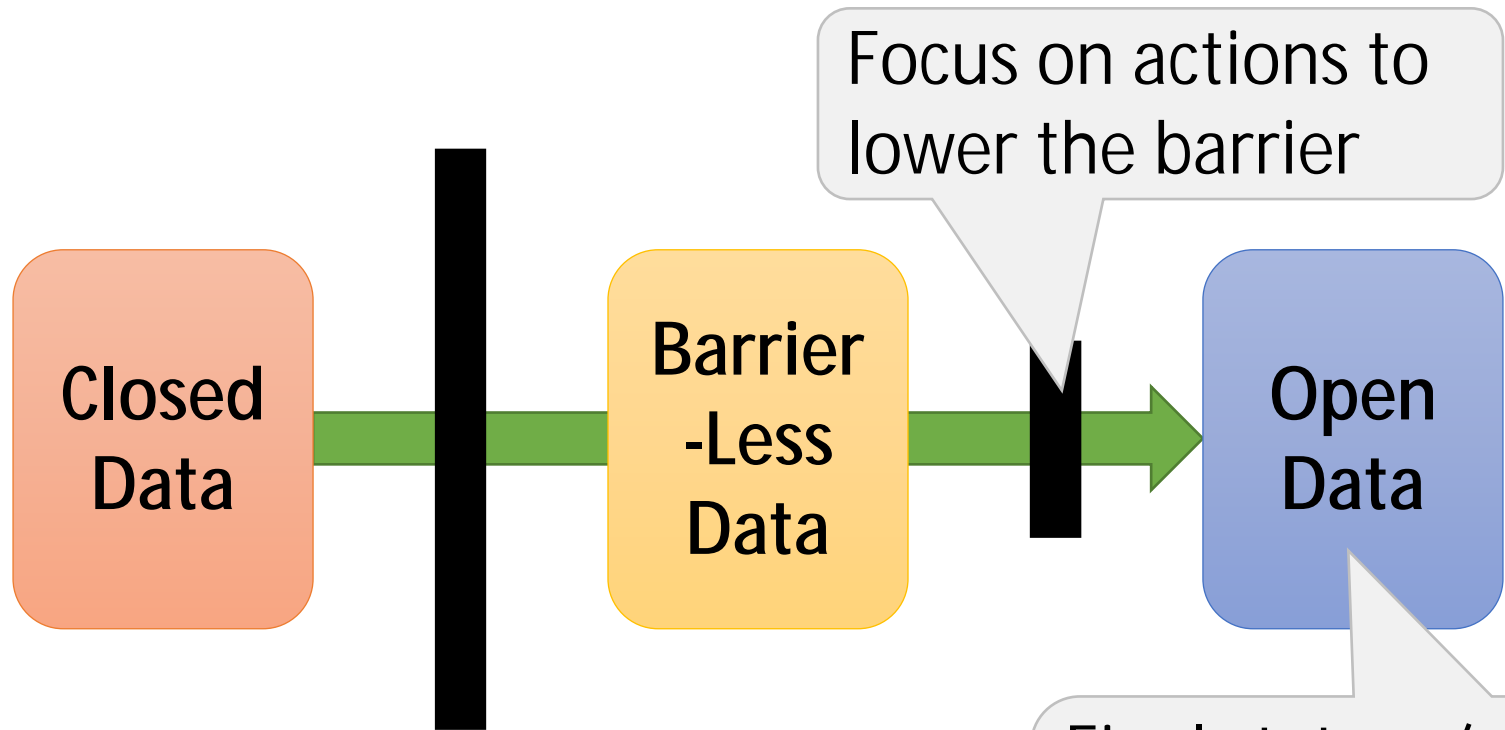 Focus on actions to
lower the barrier
Closed
Data
Barrier
-Less
Data
Open
Data